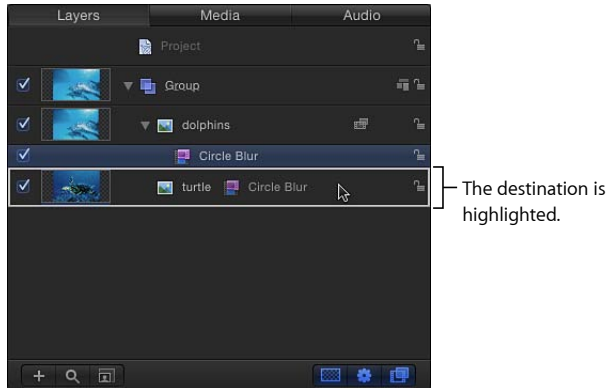 Layers Media Audio
Project
Group
dolphins
Circle Blur
turtle Circle Blur
The destination is
highlighted.